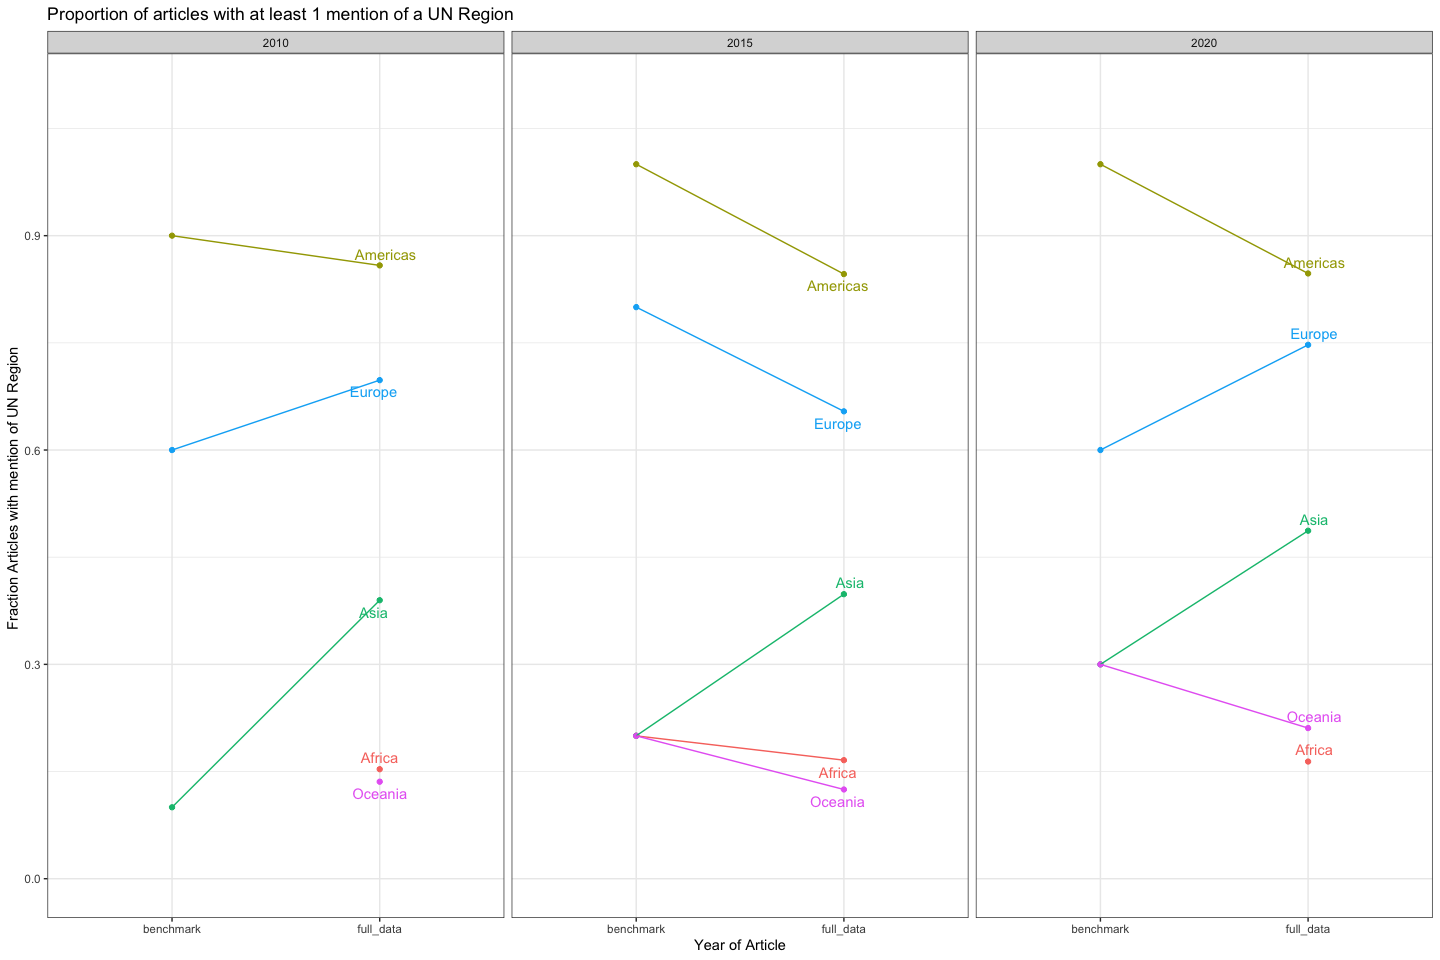 Proportion of articles with at least 1 mention of a UN Region
2010
2015
2020
Fraction Articles with mention of UN Region
0.9
0.6
0.3
0.0
Americas
Europe
Asia
Africa
Oceania
Americas
Europe
Asia
Africa
Oceania
Americas
Europe
Asia
Oceania
Africa
benchmark
full_data
benchmark
full_data
benchmark
full_data
Year of Article